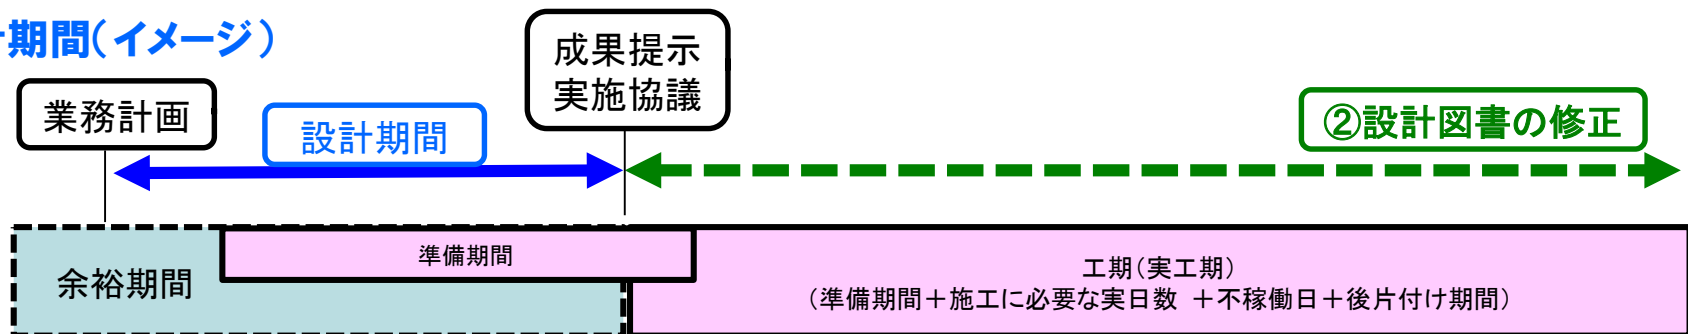 計期間(イメージ)
業務計画
設計期間
成果提示
実施協議
②設計図書の修正
余裕期間
準備期間
工期(実工期)
(準備期間+施工に必要な実日数 +不稼働日+後片付け期間)